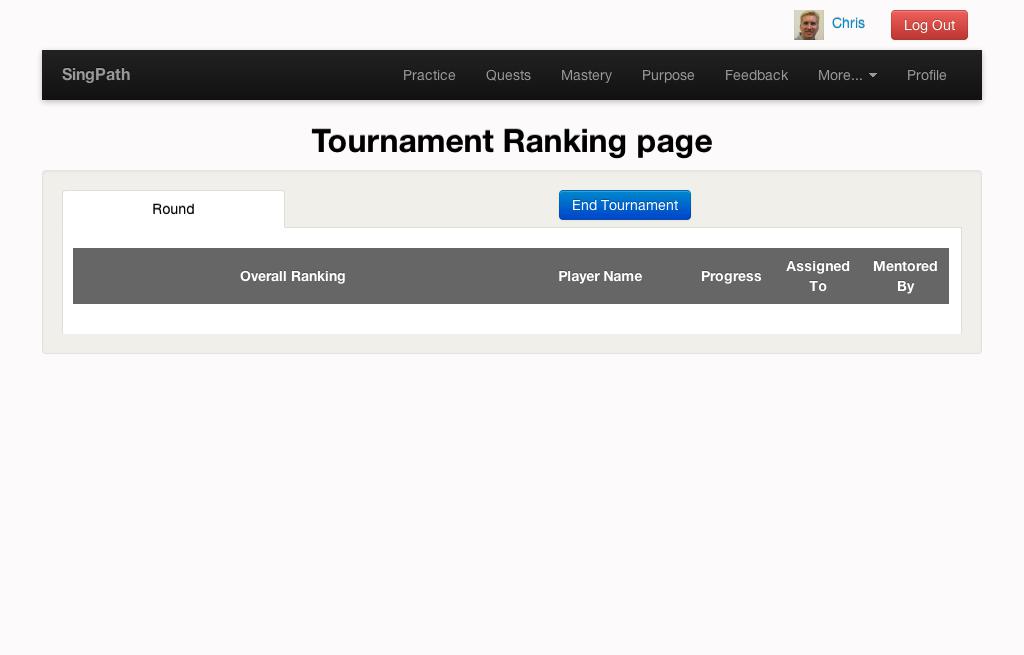 Chris
Log Out
SingPath
Practice
Quests
Mastery
Purpose
Feedback
More...
Profile
Tournament Ranking page
Round
End Tournament
Overall Ranking
Player Name
Progress
Assigned
To
Mentored
By